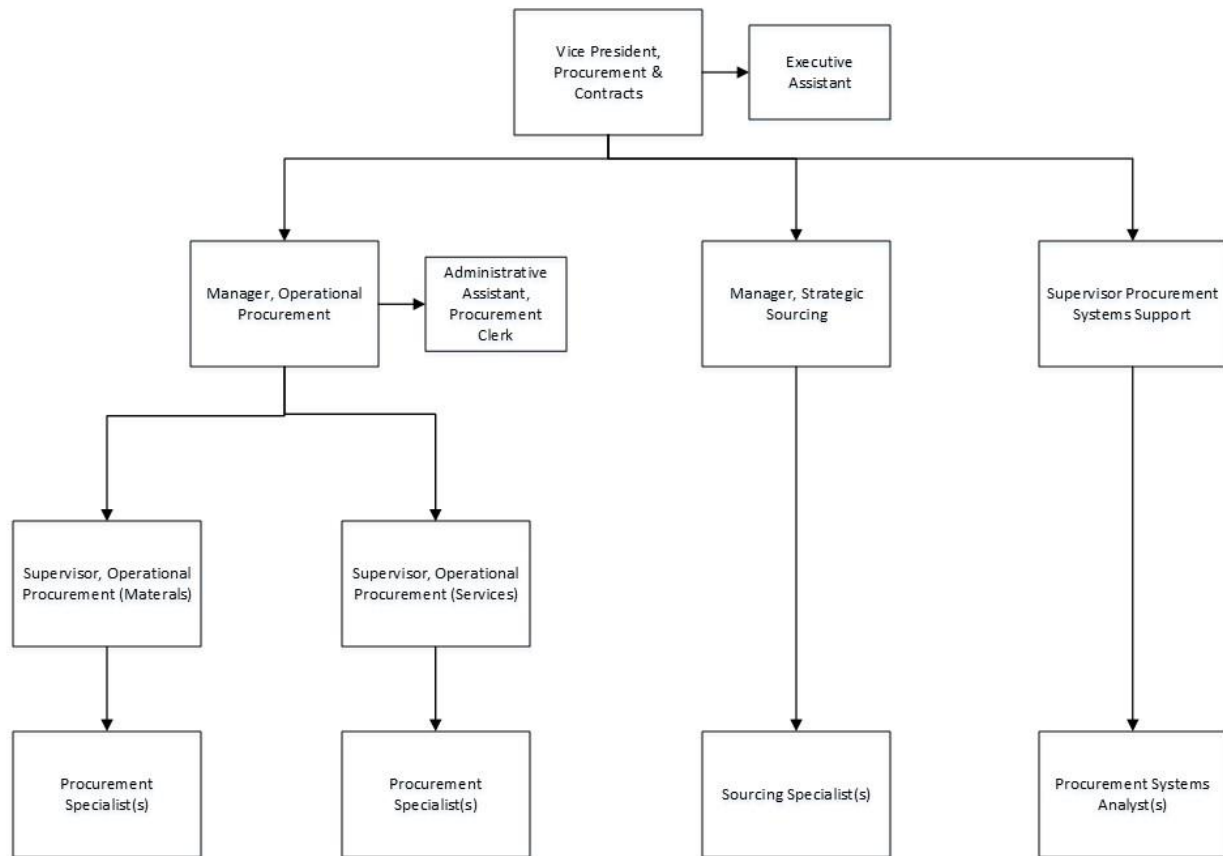 Vice President,
Procurement &
Contracts
Executive
Assistant
Manager, Operational
Procurement
Administrative
Assistant,
Procurement
Clerk
Manager, Strategic
Sourcing
Supervisor Procurement
Systems Support
Supervisor, Operational
Procurement (Materals)
Supervisor, Operational
Procurement (Services)
Procurement
Specialist(s)
Procurement
Specialist(s)
Sourcing Specialist(s)
Procurement Systems
Analyst(s)